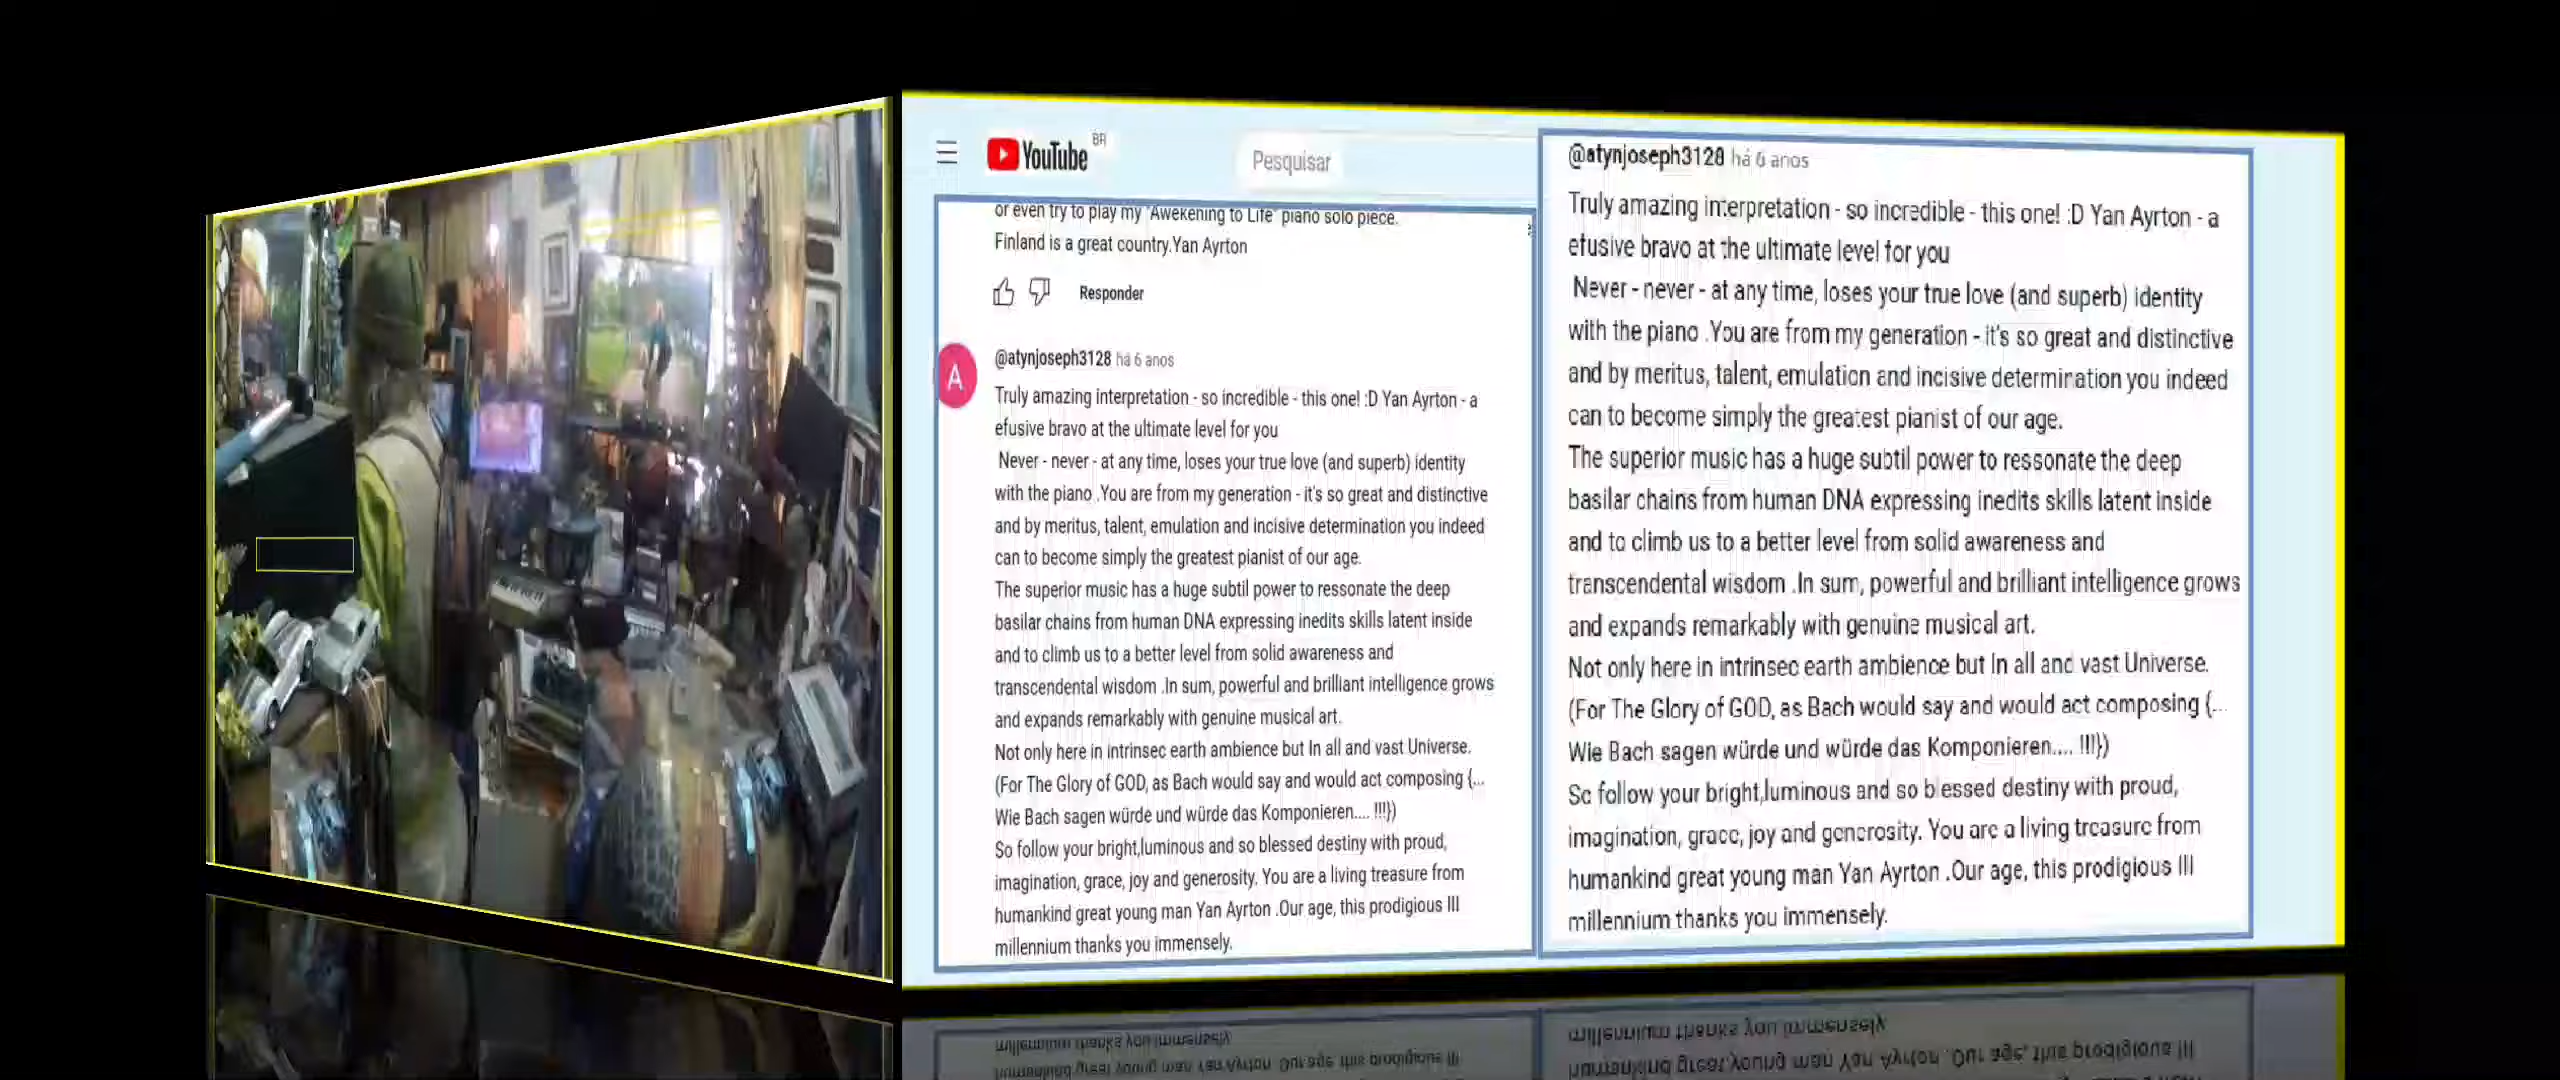 YouTube BR
Pesquisar
or even try to play my "Awekening to Life" piano solo piece.
Finland is a great country.Yan Ayrton
Responder
A
@atynjoseph3128 há 6 anos
Truly amazing interpretation - so incredible - this one! :D Yan Ayrton - a
efusive bravo at the ultimate level for you
Never - never - at any time, loses your true love (and superb) identity
with the piano .You are from my generation - it's so great and distinctive
and by meritus, talent, emulation and incisive determination you indeed
can to become simply the greatest pianist of our age.
The superior music has a huge subtil power to ressonate the deep
basilar chains from human DNA expressing inedits skills latent inside
and to climb us to a better level from solid awareness and
transcendental wisdom .In sum, powerful and brilliant intelligence grows
and expands remarkably with genuine musical art.
Not only here in intrinsec earth ambience but In all and vast Universe.
(For The Glory of GOD, as Bach would say and would act composing {...
Wie Bach sagen würde und würde das Komponieren.... !!!})
So follow your bright,luminous and so blessed destiny with proud,
imagination, grace, joy and generosity. You are a living treasure from
humankind great young man Yan Ayrton .Our age, this prodigious III
millennium thanks you immensely.
@atynjoseph3128 há 6 anos
Truly amazing interpretation - so incredible - this one! :D Yan Ayrton - a
efusive bravo at the ultimate level for you
Never - never - at any time, loses your true love (and superb) identity
with the piano .You are from my generation - it's so great and distinctive
and by meritus, talent, emulation and incisive determination you indeed
can to become simply the greatest pianist of our age.
The superior music has a huge subtil power to ressonate the deep
basilar chains from human DNA expressing inedits skills latent inside
and to climb us to a better level from solid awareness and
transcendental wisdom .In sum, powerful and brilliant intelligence grows
and expands remarkably with genuine musical art.
Not only here in intrinsec earth ambience but In all and vast Universe.
(For The Glory of GOD, as Bach would say and would act composing {...
Wie Bach sagen würde und würde das Komponieren.... !!!})
So follow your bright,luminous and so blessed destiny with proud,
imagination, grace, joy and generosity. You are a living treasure from
humankind great young man Yan Ayrton .Our age, this prodigious III
millennium thanks you immensely.